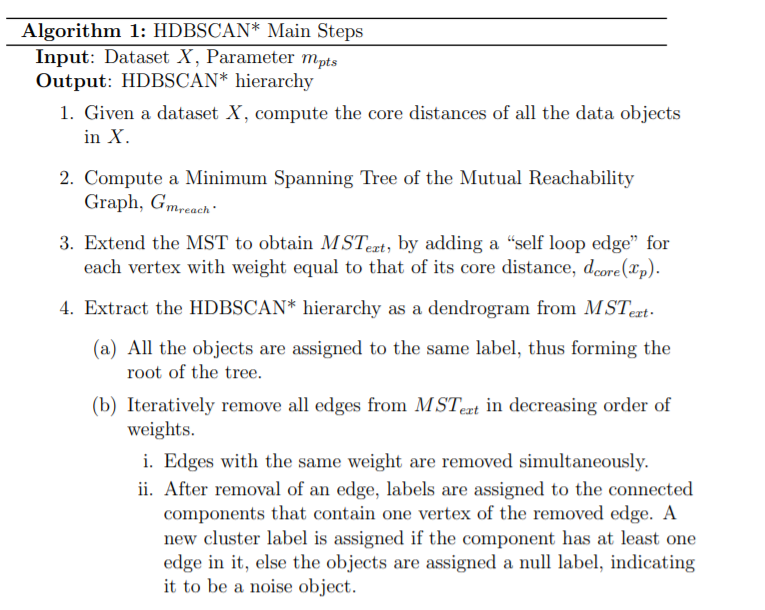 Algorithm 1: HDBSCAN* Main Steps
Input: Dataset X, Parameter m_pts
Output: HDBSCAN* hierarchy
1. Given a dataset X, compute the core distances of all the data objects
in X.
2. Compute a Minimum Spanning Tree of the Mutual Reachability
Graph, G_{m_{reach}}.
3. Extend the MST to obtain MST_{ext}, by adding a “self loop edge” for
each vertex with weight equal to that of its core distance, d_{core}(x_p).
4. Extract the HDBSCAN* hierarchy as a dendrogram from MST_{ext}.
(a) All the objects are assigned to the same label, thus forming the
root of the tree.
(b) Iteratively remove all edges from MST_{ext} in decreasing order of
weights.
i. Edges with the same weight are removed simultaneously.
ii. After removal of an edge, labels are assigned to the connected
components that contain one vertex of the removed edge. A
new cluster label is assigned if the component has at least one
edge in it, else the objects are assigned a null label, indicating
it to be a noise object.